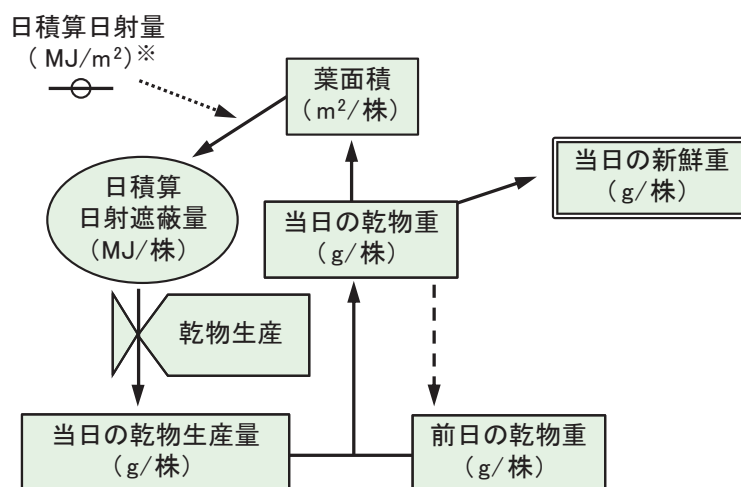 日積算日射量
（MJ/m²）※
葉面積
（m²/株）
当日の新鮮重
（g/株）
日積算
日射遮蔽量
（MJ/株）
当日の乾物重
（g/株）
乾物生産
当日の乾物生産量
（g/株）
前日の乾物重
（g/株）